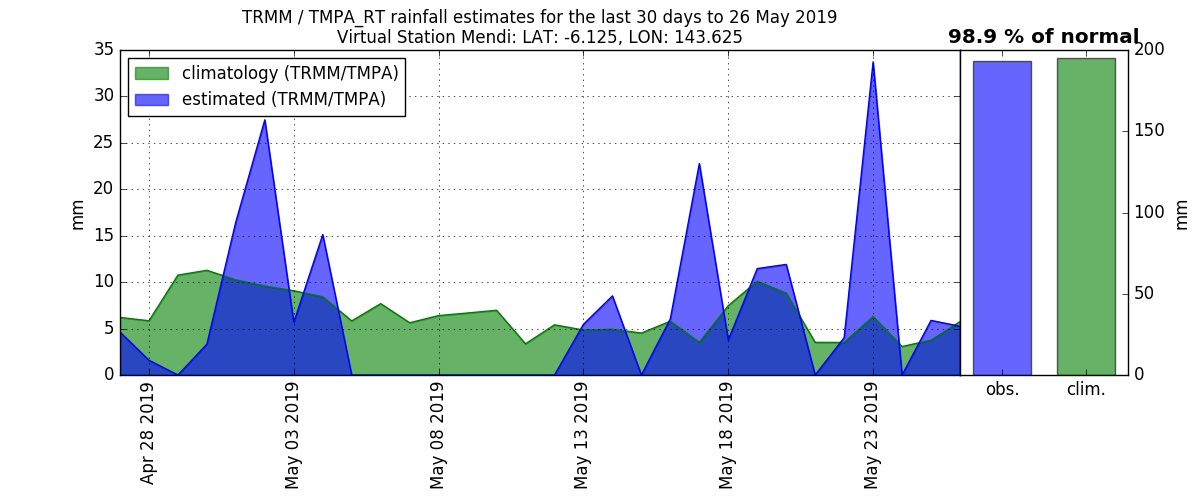 TRMM / TMPA_RT rainfall estimates for the last 30 days to 26 May 2019
Virtual Station Mendi: LAT: -6.125, LON: 143.625
98.9 % of normal
climatology (TRMM/TMPA)
estimated (TRMM/TMPA)
35
30
25
20
15
10
5
0
mm
Apr 28 2019
May 03 2019
May 08 2019
May 13 2019
May 18 2019
May 23 2019
obs.
clim.
200
150
100
50
0
mm